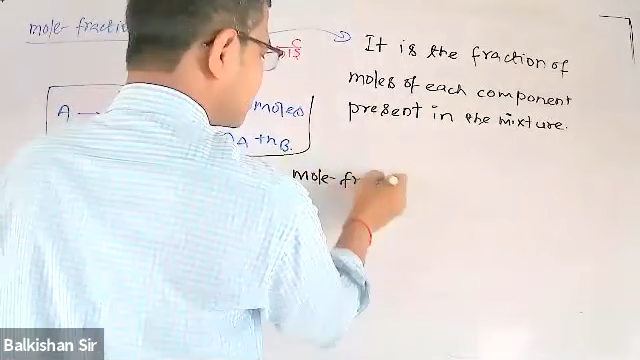 mole-fraction
It is the fraction of
moles of each component
present in the mixture.
A → moles
nA + nB.
mole-fr
Balkishan Sir